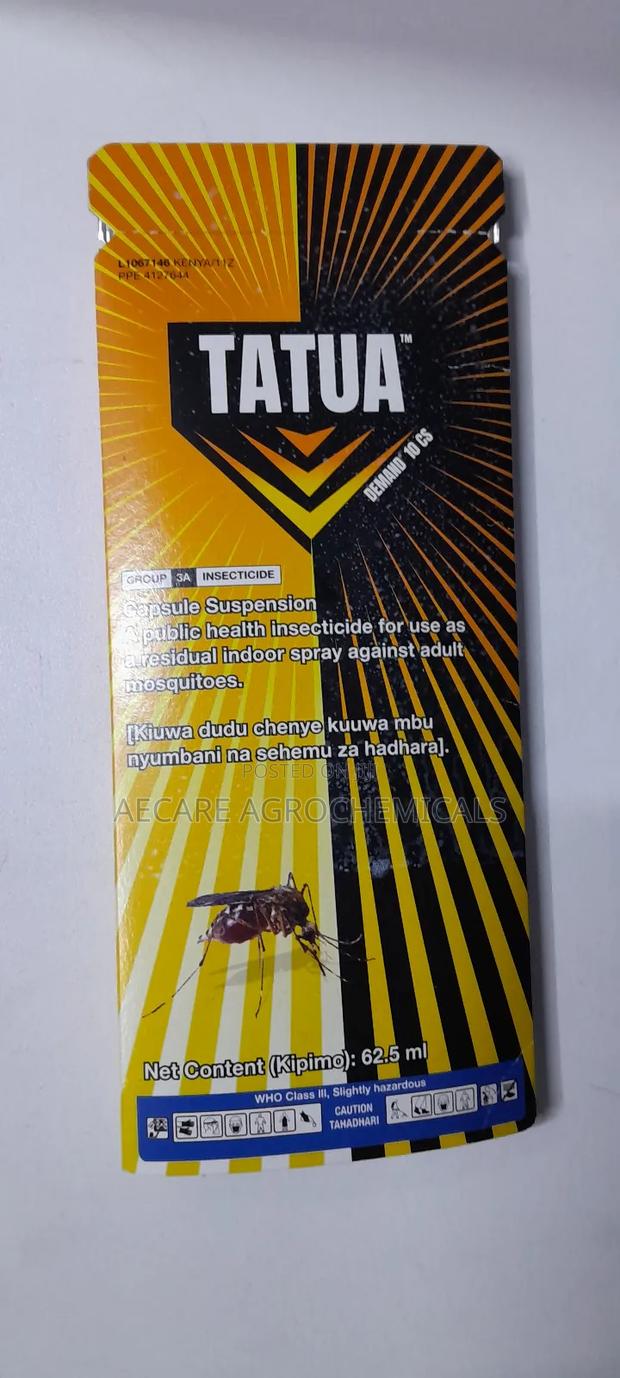 L1067146 KENYA/11Z
PPE 4127644
TATUA™
DEMAND® 10 CS
GROUP 3A INSECTICIDE
Capsule Suspension
A public health insecticide for use as
a residual indoor spray against adult
mosquitoes.
[Kiuwa dudu chenye kuuwa mbu
nyumbani na sehemu za hadhara].
POSTED ON
AECARE AGROCHEMICALS
Net Content (Kipimo): 62.5 ml
WHO Class III, Slightly hazardous
CAUTION
TAHADHARI